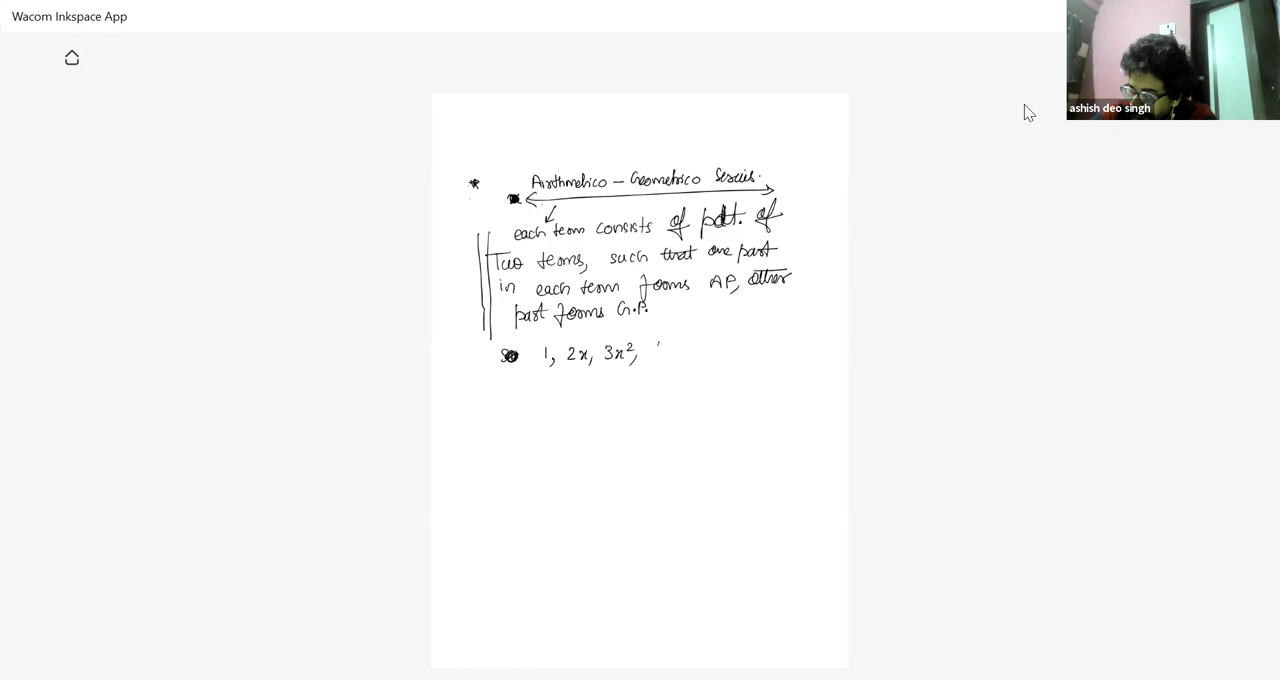 Wacom Inkspace App
ashish deo singh
Airthmetico - Geometrico Series.
each term consists of pdt. of
Two terms, such that one part
in each term forms AP, other
part forms G.P.
1, 2x, 3x²,